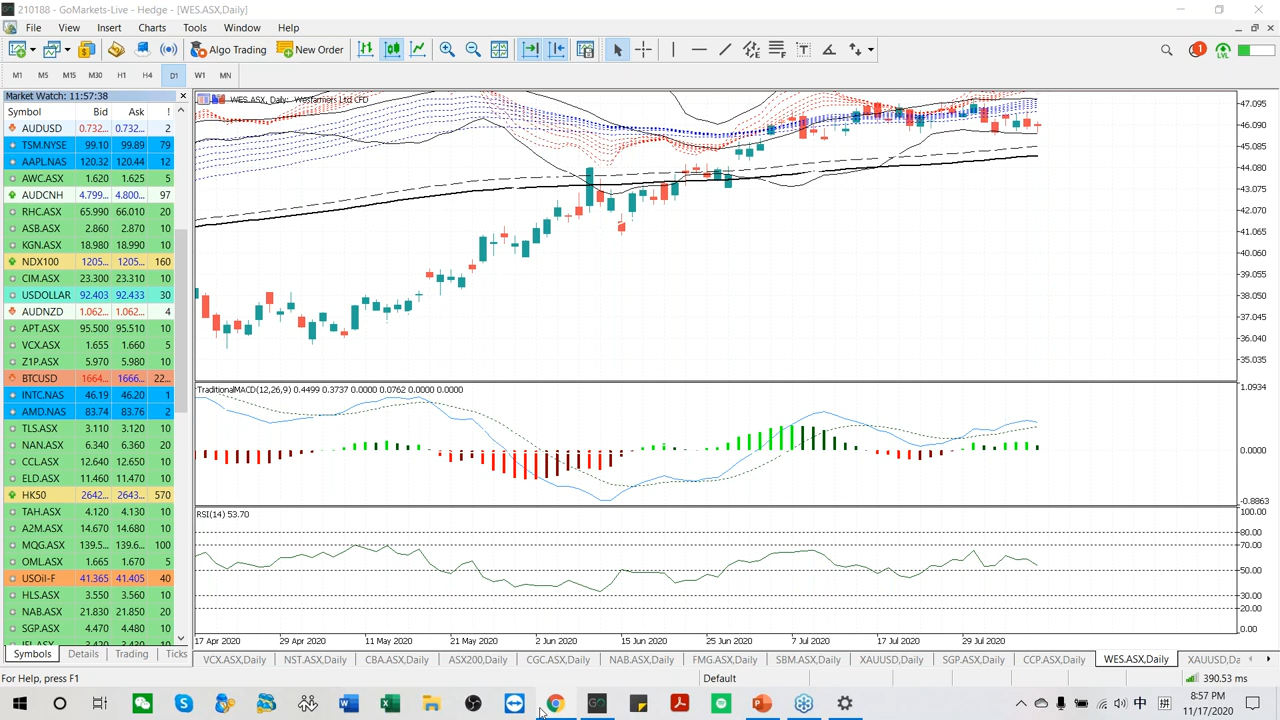 210188 - GoMarkets-Live - Hedge - [WES.ASX,Daily]
File View Insert Charts Tools Window Help
Algo Trading New Order
1
LVL
M1 M5 M15 M30 H1 H4 D1 W1 MN
Market Watch: 11:57:38
Symbol Bid Ask
AUDUSD 0.732... 0.732... 2
TSM.NYSE 99.10 99.89 79
AAPL.NAS 120.32 120.44 12
AWC.ASX 1.620 1.625 5
AUDCNH 4.799... 4.800... 97
RHC.ASX 65.990 66.010 20
ASB.ASX 2.860 2.870 10
KGN.ASX 18.980 18.990 10
NDX100 1205... 1205... 160
CIM.ASX 23.300 23.310 10
USDOLLAR 92.403 92.433 30
AUDNZD 1.062... 1.062... 4
APT.ASX 95.500 95.510 10
VCX.ASX 1.655 1.660 5
Z1P.ASX 5.970 5.980 10
BTCUSD 1664... 1666... 22...
INTC.NAS 46.19 46.20 1
AMD.NAS 83.74 83.76 2
TLS.ASX 3.110 3.120 10
NAN.ASX 6.340 6.360 20
CCL.ASX 12.640 12.650 10
ELD.ASX 11.460 11.470 10
HK50 2642... 2643... 570
TAH.ASX 4.120 4.130 10
A2M.ASX 14.670 14.680 10
MQG.ASX 139.5... 139.6... 100
OML.ASX 1.665 1.670 5
USOil-F 41.365 41.405 40
HLS.ASX 3.550 3.560 10
NAB.ASX 21.830 21.850 20
SGP.ASX 4.470 4.480 10
Symbols Details Trading Ticks
WES.ASX, Daily: Wesfarmers Ltd CFD
47.095
46.090
45.085
44.080
43.075
42.070
41.065
40.060
39.055
38.050
37.045
36.040
35.035
TraditionalMACD(12,26,9) 0.4499 0.3737 0.0000 0.0762 0.0000 0.0000
1.0934
0.0000
-0.8863
RSI(14) 53.70
100.00
80.00
70.00
50.00
30.00
20.00
0.00
17 Apr 2020 29 Apr 2020 11 May 2020 21 May 2020 2 Jun 2020 15 Jun 2020 25 Jun 2020 7 Jul 2020 17 Jul 2020 29 Jul 2020
VCX.ASX,Daily NST.ASX,Daily CBA.ASX,Daily ASX200,Daily CGC.ASX,Daily NAB.ASX,Daily FMG.ASX,Daily SBM.ASX,Daily XAUUSD,Daily SGP.ASX,Daily CCP.ASX,Daily WES.ASX,Daily XAUUSD,Da
For Help, press F1 Default 390.53 ms
中 拼
8:57 PM
11/17/2020